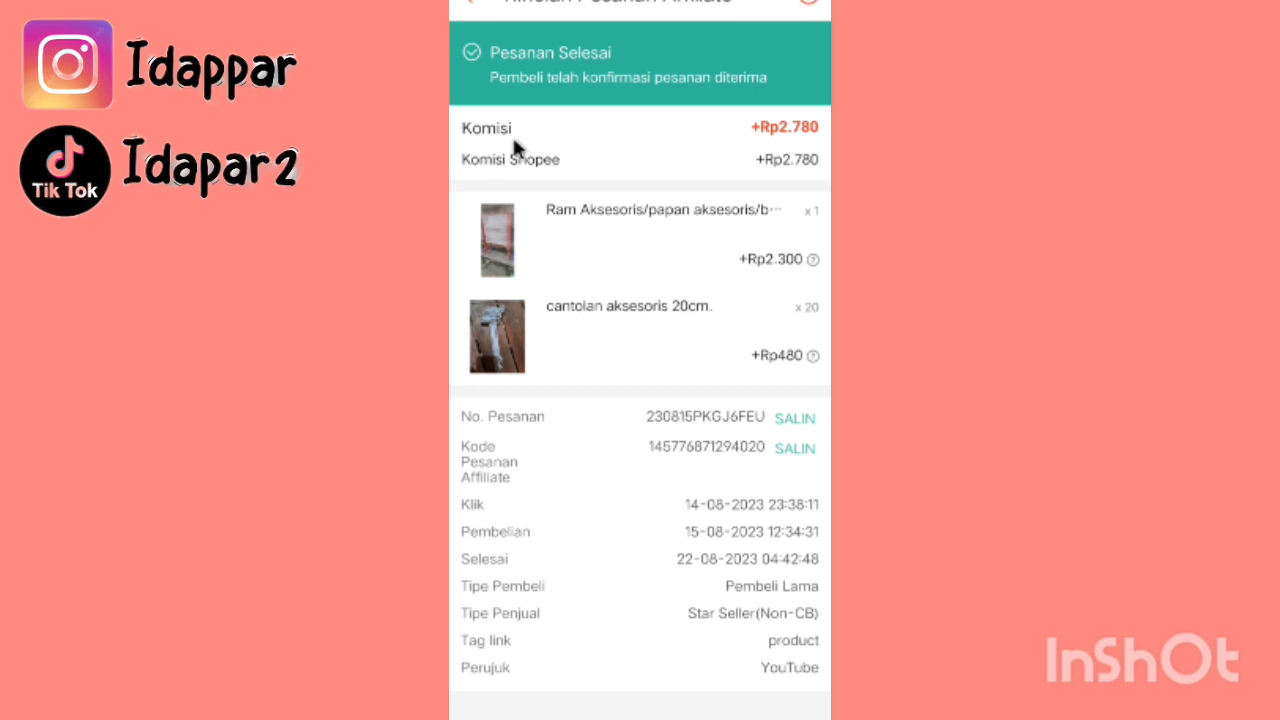 Idappar
Tik Tok
Idapar2
Pesanan Selesai
Pembeli telah konfirmasi pesanan diterima
Komisi +Rp2.780
Komisi Shopee +Rp2.780
Ram Aksesoris/papan aksesoris/b... x 1
+Rp2.300
cantolan aksesoris 20cm. x 20
+Rp480
No. Pesanan 230815PKGJ6FEU SALIN
Kode Pesanan Affiliate 145776871294020 SALIN
Klik 14-08-2023 23:38:11
Pembelian 15-08-2023 12:34:31
Selesai 22-08-2023 04:42:48
Tipe Pembeli Pembeli Lama
Tipe Penjual Star Seller(Non-CB)
Tag link product
Perujuk YouTube
InShOt